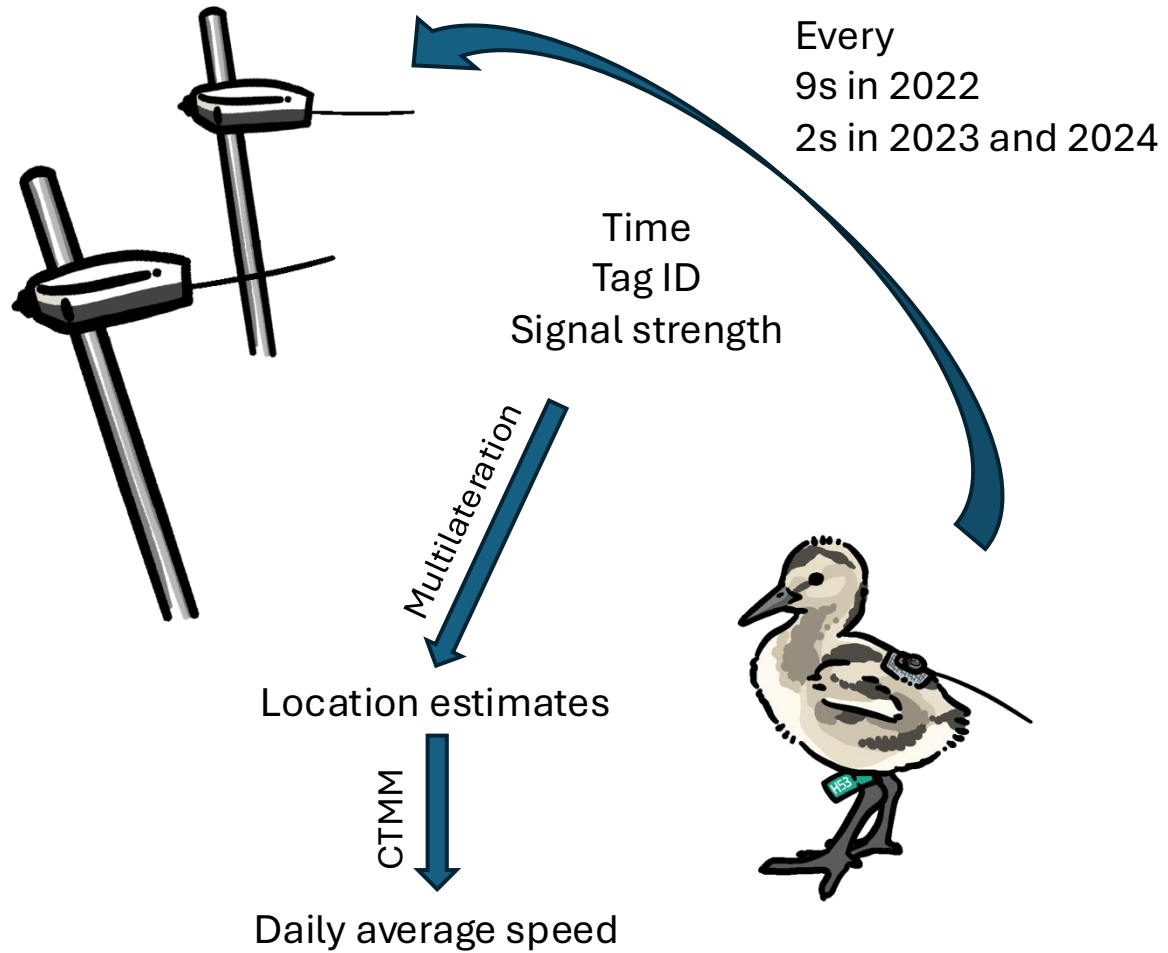 Every
9s in 2022
2s in 2023 and 2024
Time
Tag ID
Signal strength
Multilateration
Location estimates
CTMM
Daily average speed
H53